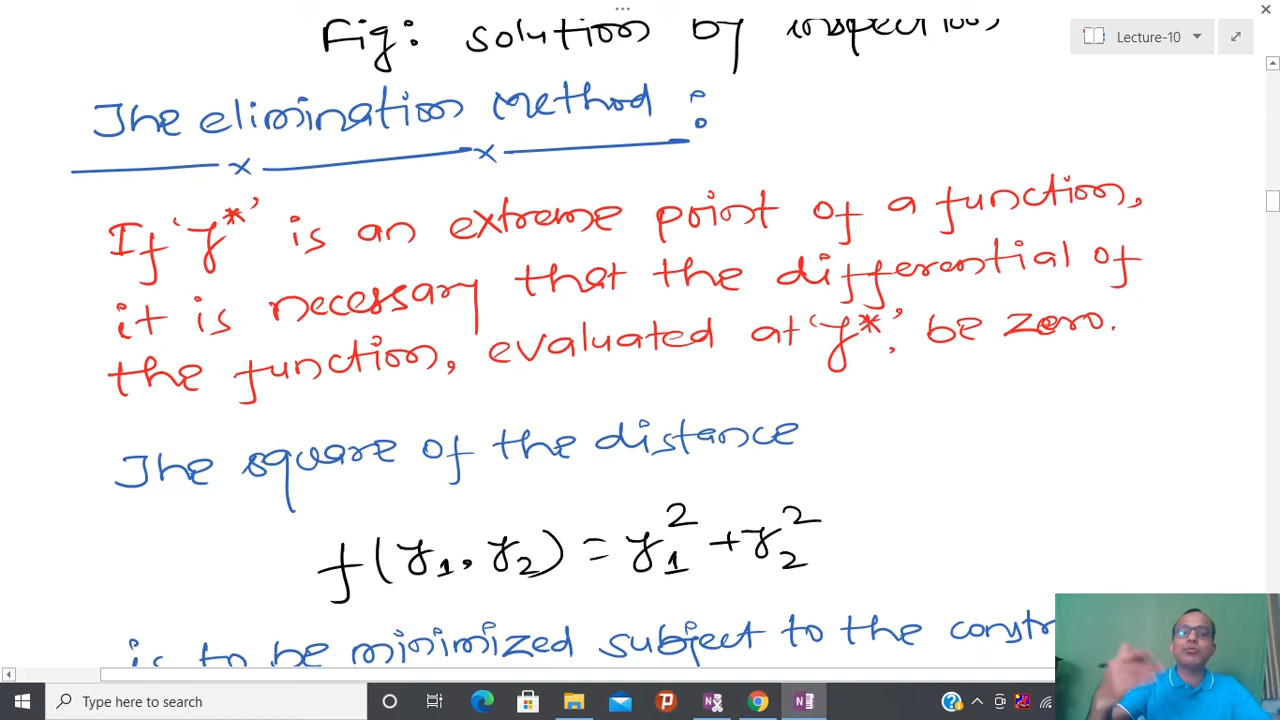 Fig: solution by inspection
Lecture-10
The elimination method:
If 'y*' is an extreme point of a function,
it is necessary that the differential of
the function, evaluated at 'y*', be zero.
The square of the distance
f(y₁, y₂) = y₁² + y₂²
is to be minimized subject to the constr
Type here to search